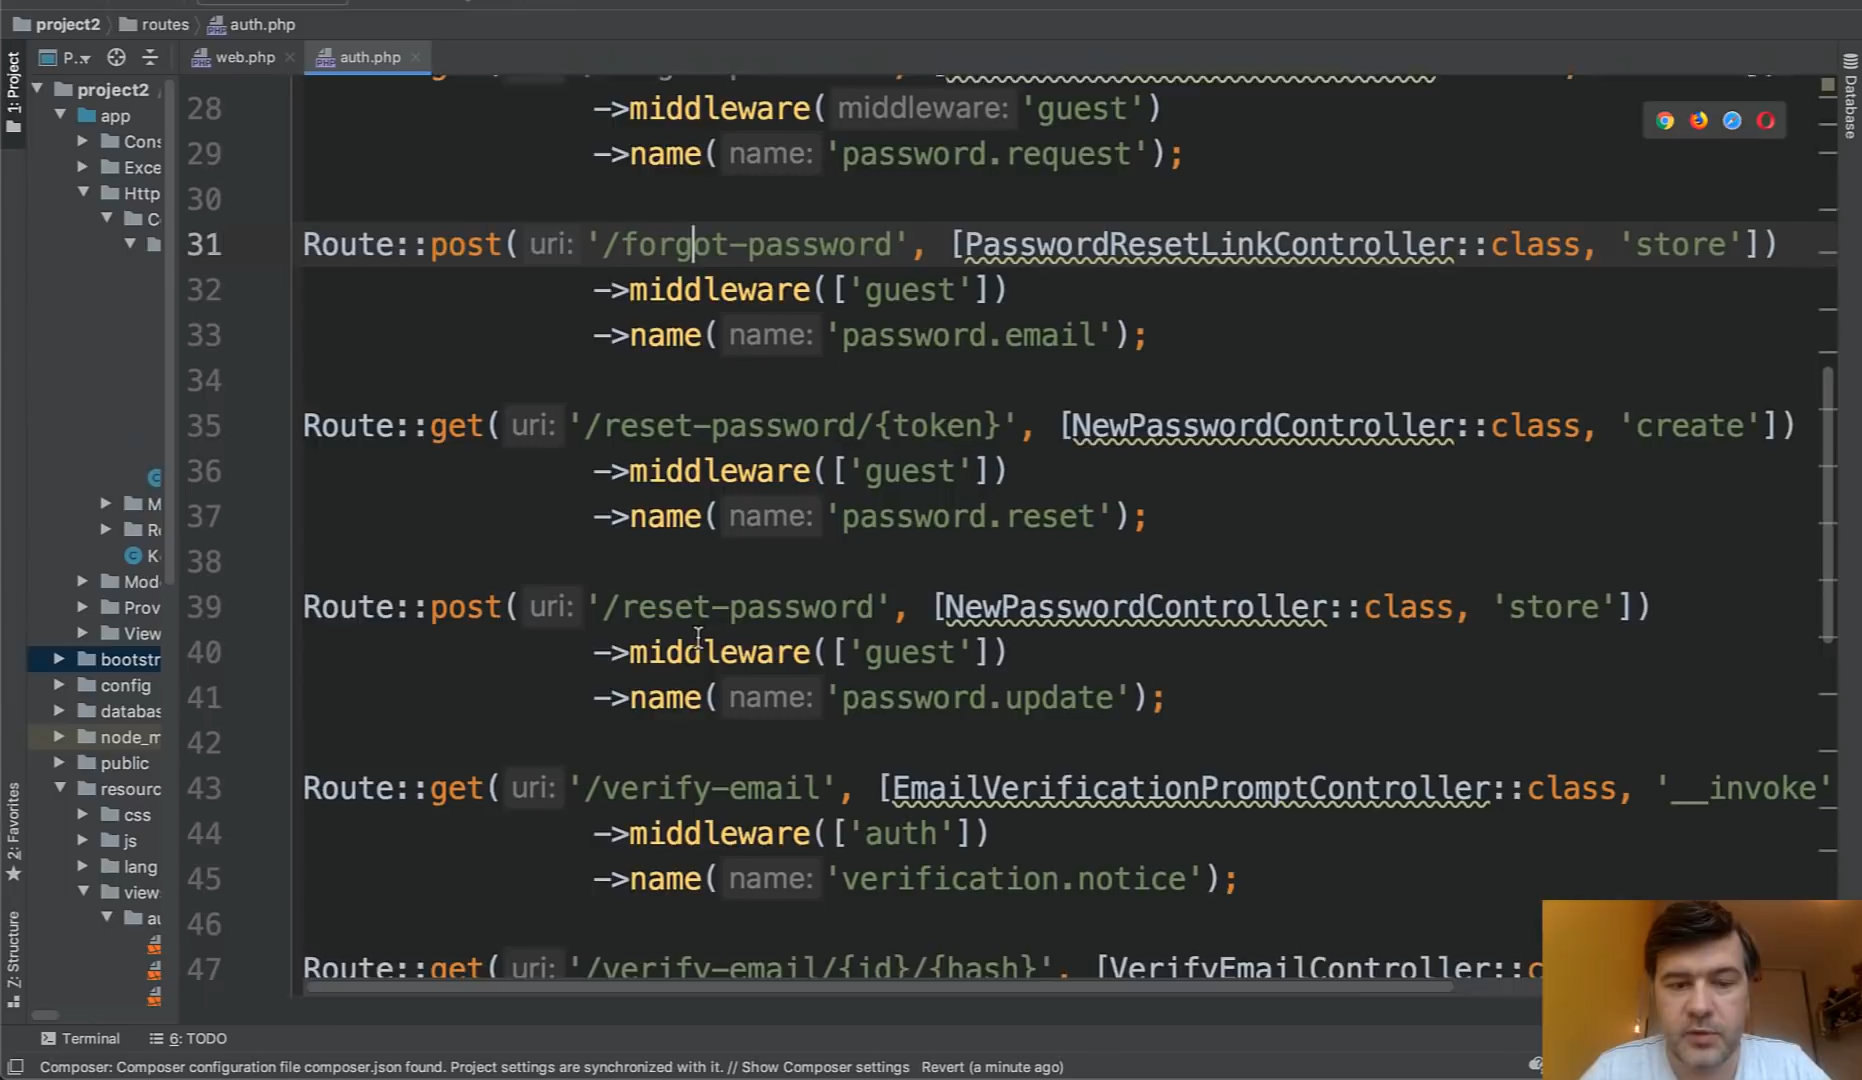 project2 routes auth.php
1: Project
P..
web.php
auth.php
Database
project2
app
Cons
Exce
Http
C
M
Re
K
Mod
Prov
View
bootstr
config
databas
node_m
public
resourc
css
js
lang
view
au
2: Favorites
Z: Structure
28 ->middleware( middleware: 'guest')
29 ->name( name: 'password.request');
30
31 Route::post( uri: '/forgot-password', [PasswordResetLinkController::class, 'store'])
32 ->middleware(['guest'])
33 ->name( name: 'password.email');
34
35 Route::get( uri: '/reset-password/{token}', [NewPasswordController::class, 'create'])
36 ->middleware(['guest'])
37 ->name( name: 'password.reset');
38
39 Route::post( uri: '/reset-password', [NewPasswordController::class, 'store'])
40 ->middleware(['guest'])
41 ->name( name: 'password.update');
42
43 Route::get( uri: '/verify-email', [EmailVerificationPromptController::class, '__invoke'
44 ->middleware(['auth'])
45 ->name( name: 'verification.notice');
46
47 Route::get( uri: '/verify-email/{id}/{hash}', [VerifyEmailController::c
Terminal 6: TODO
Composer: Composer configuration file composer.json found. Project settings are synchronized with it. // Show Composer settings Revert (a minute ago)